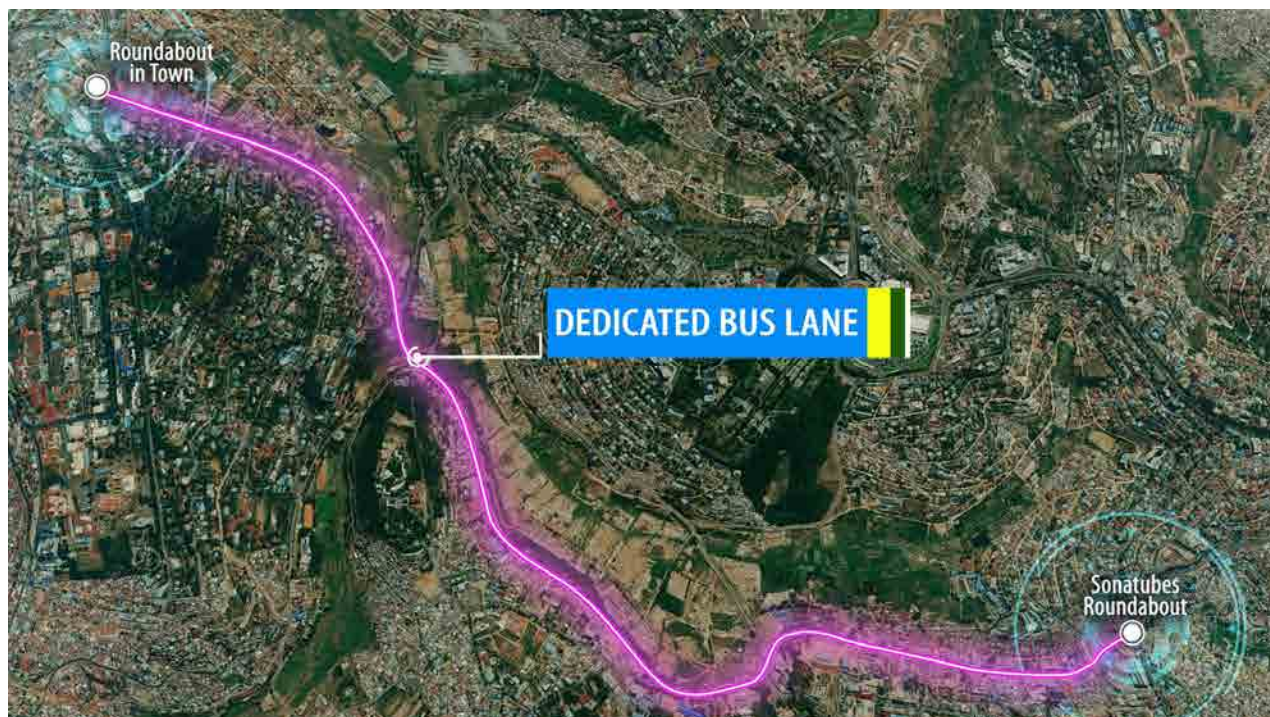 Roundabout
in Town
DEDICATED BUS LANE
Sonatubes
Roundabout